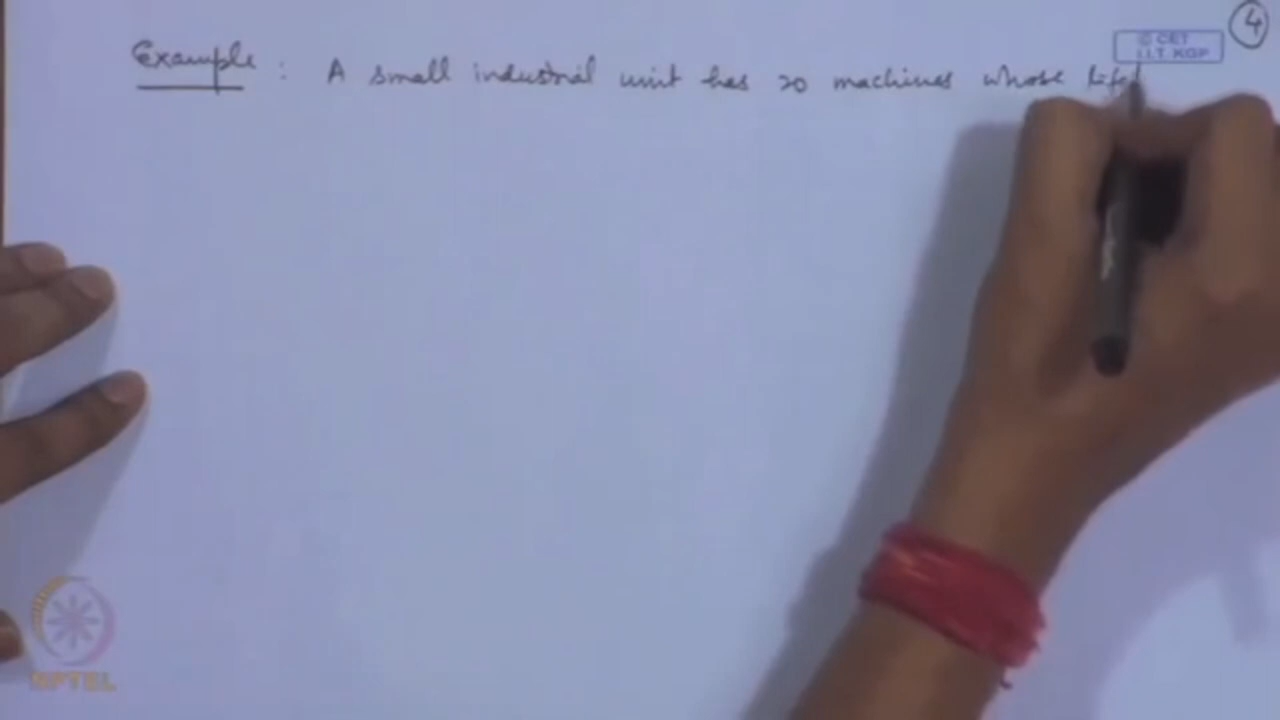 4
© CET
I.I.T. KGP
Example : A small industrial unit has 20 machines whose life
NPTEL